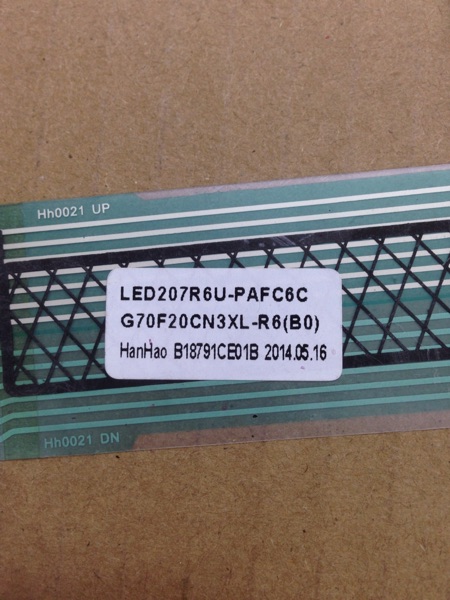 Hh0021 UP
LED207R6U-PAFC6C
G70F20CN3XL-R6(B0)
HanHao B18791CE01B 2014.05.16
Hh0021 DN